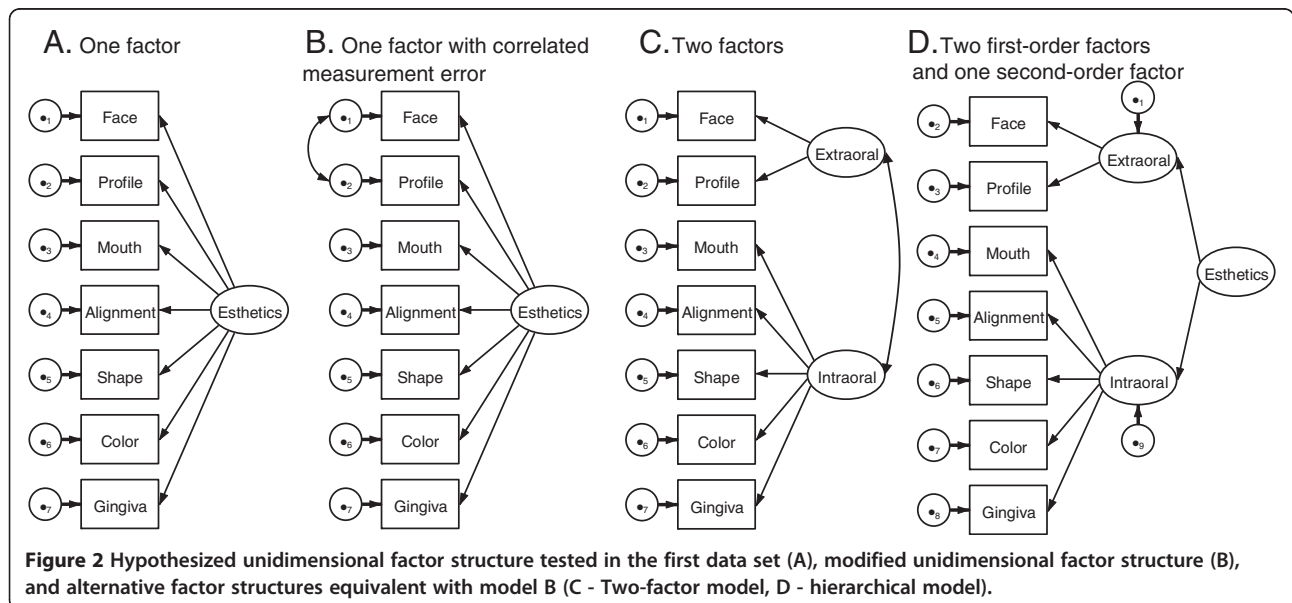 A. One factor
B. One factor with correlated
measurement error
C. Two factors
D. Two first-order factors
and one second-order factor
•1 Face
•2 Profile
•3 Mouth
•4 Alignment
•5 Shape
•6 Color
•7 Gingiva
Esthetics
•1 Face
•2 Profile
•3 Mouth
•4 Alignment
•5 Shape
•6 Color
•7 Gingiva
Esthetics
•1 Face
•2 Profile
•3 Mouth
•4 Alignment
•5 Shape
•6 Color
•7 Gingiva
Extraoral
Intraoral
•1
•2 Face
•3 Profile
•4 Mouth
•5 Alignment
•6 Shape
•7 Color
•8 Gingiva
Extraoral
Intraoral
•9
Esthetics
Figure 2 Hypothesized unidimensional factor structure tested in the first data set (A), modified unidimensional factor structure (B),
and alternative factor structures equivalent with model B (C - Two-factor model, D - hierarchical model).